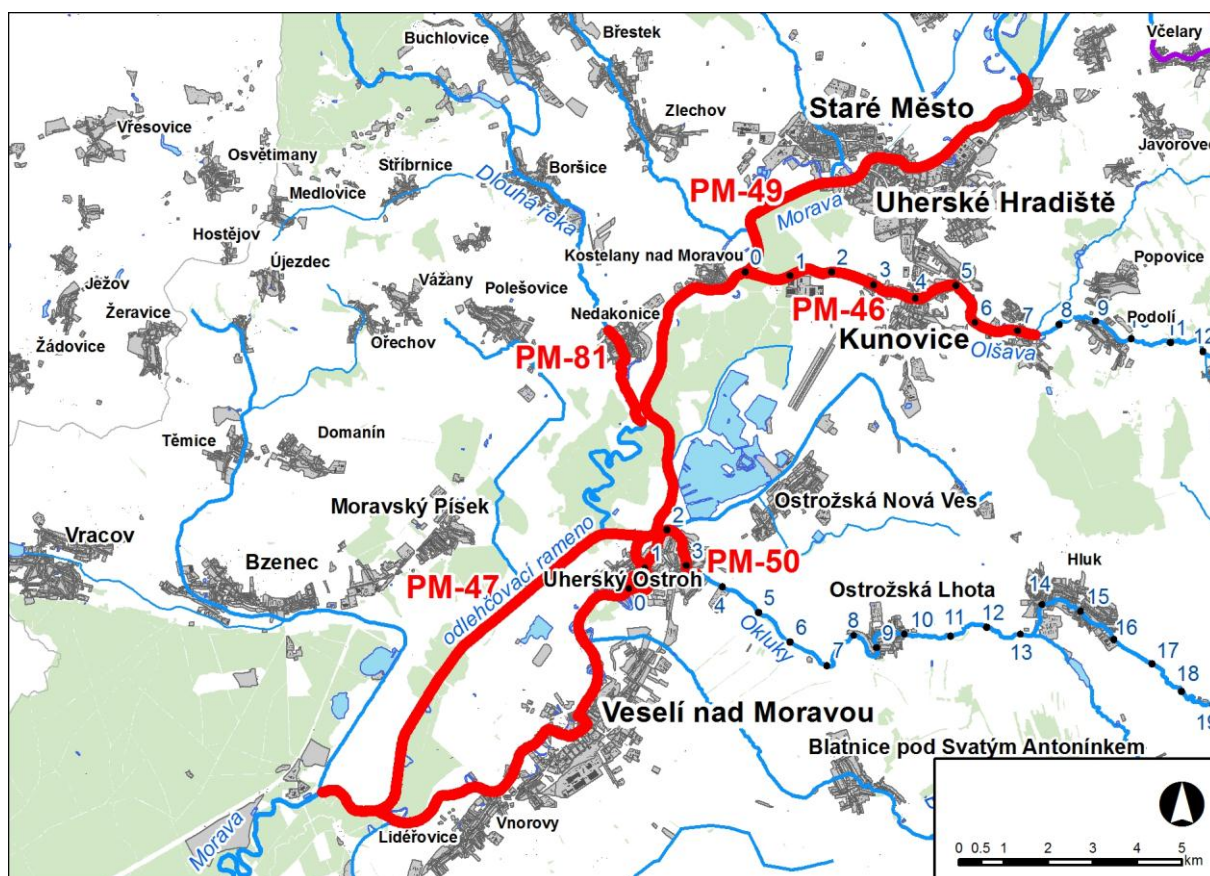 Buchlovice
Břestek
Včelary
Staré Město
Zlechov
Vřesovice
Osvětimany
Stříbrnice
Boršice
Javorovec
Medlovice
Dlouhá řeka
PM-49
Morava
Uherské Hradiště
Hostějov
Kostelany nad Moravou
Újezdec
Vážany
Popovice
Ježov
Polešovice
0 1 2 3 4 5 6 7 8 9 11 12
Žeravice
Nedakonice
PM-46
Podolí
Žádovice
Ořechov
PM-81
Kunovice
Olšava
Těmice
Domanín
Ostrožská Nová Ves
Moravský Písek
Vracov
Bzenec
odlehčovací rameno
PM-47
PM-50
Uherský Ostroh
Hluk
Ostrožská Lhota
0 1 2 3 4 5 6 7 8 9 10 11 12 13 14 15 16 17 18 19
Okluky
Veselí nad Moravou
Blatnice pod Svatým Antonínkem
Vnorovy
Lidéřovice
Morava
0 0.5 1 2 3 4 5
km